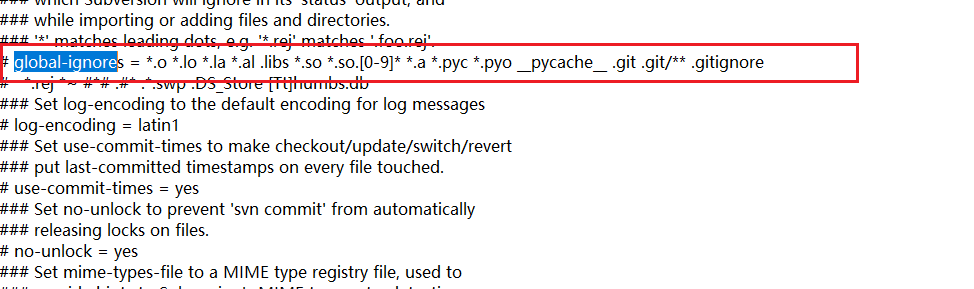 ### which Subversion will ignore in its 'status' output, and
### while importing or adding files and directories.
### '*' matches leading dots, e.g. '*.rej' matches '.foo.rej'.
# global-ignores = *.o *.lo *.la *.al .libs *.so *.so.[0-9]* *.a *.pyc *.pyo __pycache__ .git .git/** .gitignore
# *.rej *~ #*# .#* .*.swp .DS_Store [Tt]humbs.db
### Set log-encoding to the default encoding for log messages
# log-encoding = latin1
### Set use-commit-times to make checkout/update/switch/revert
### put last-committed timestamps on every file touched.
# use-commit-times = yes
### Set no-unlock to prevent 'svn commit' from automatically
### releasing locks on files.
# no-unlock = yes
### Set mime-types-file to a MIME type registry file, used to